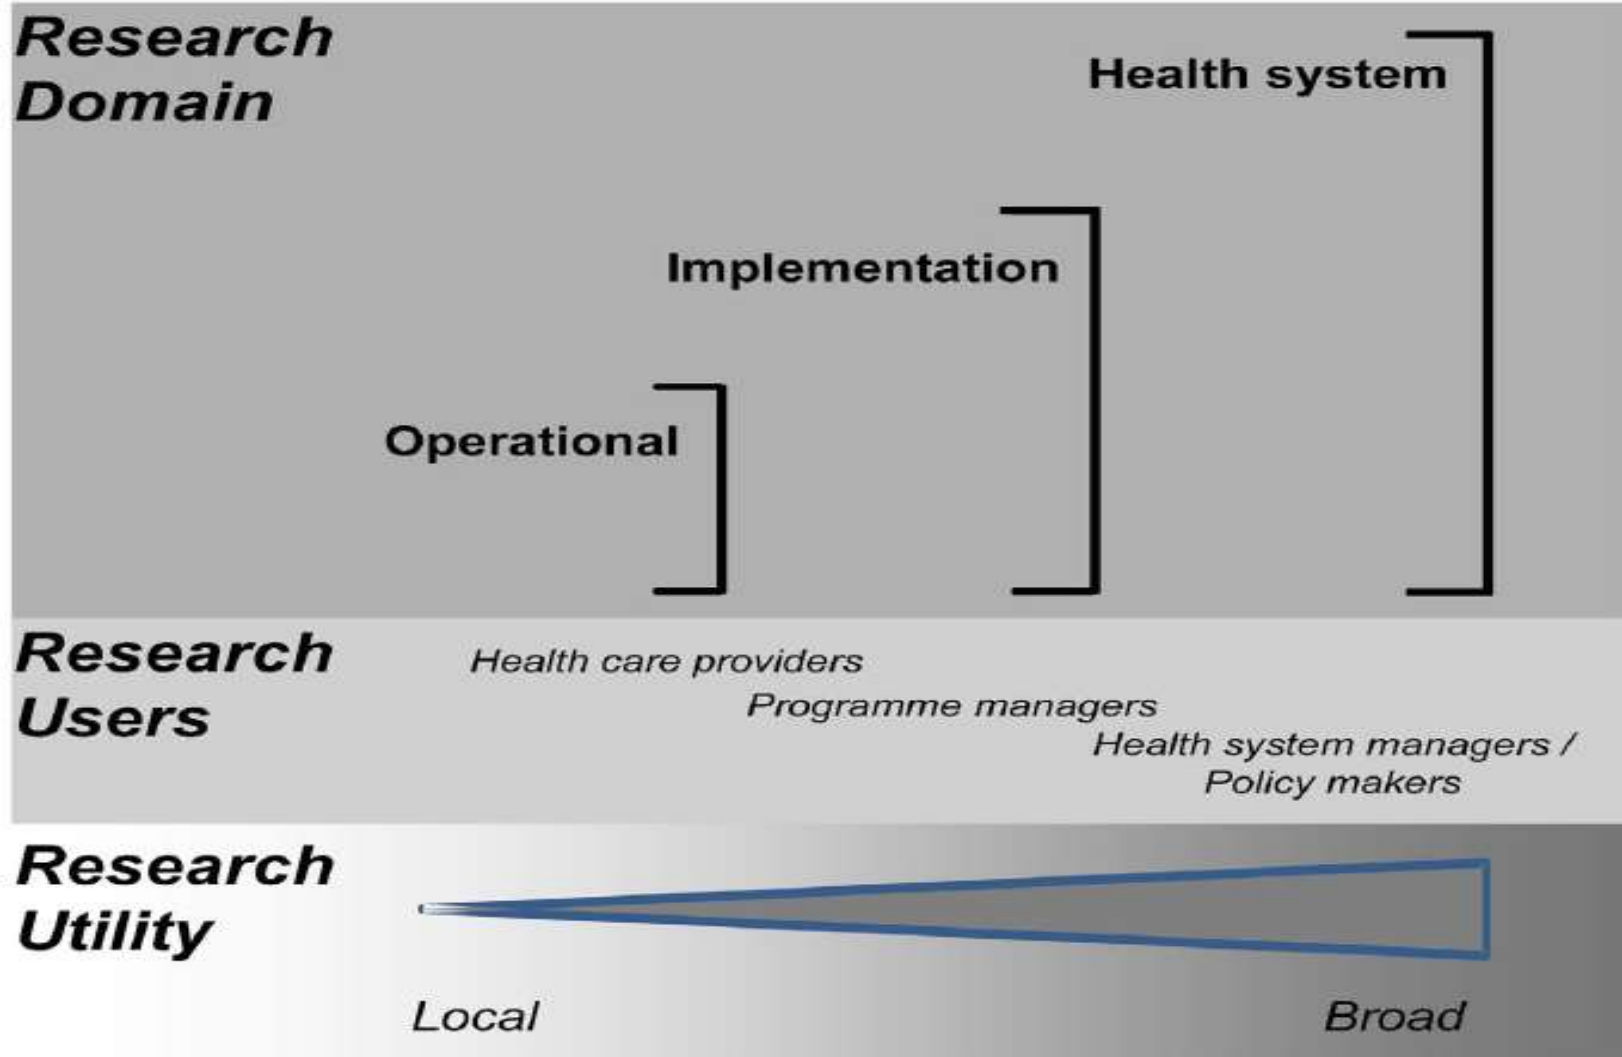 Research
Domain
Health system
Implementation
Operational
Research
Users
Health care providers
Programme managers
Health system managers /
Policy makers
Research
Utility
Local
Broad